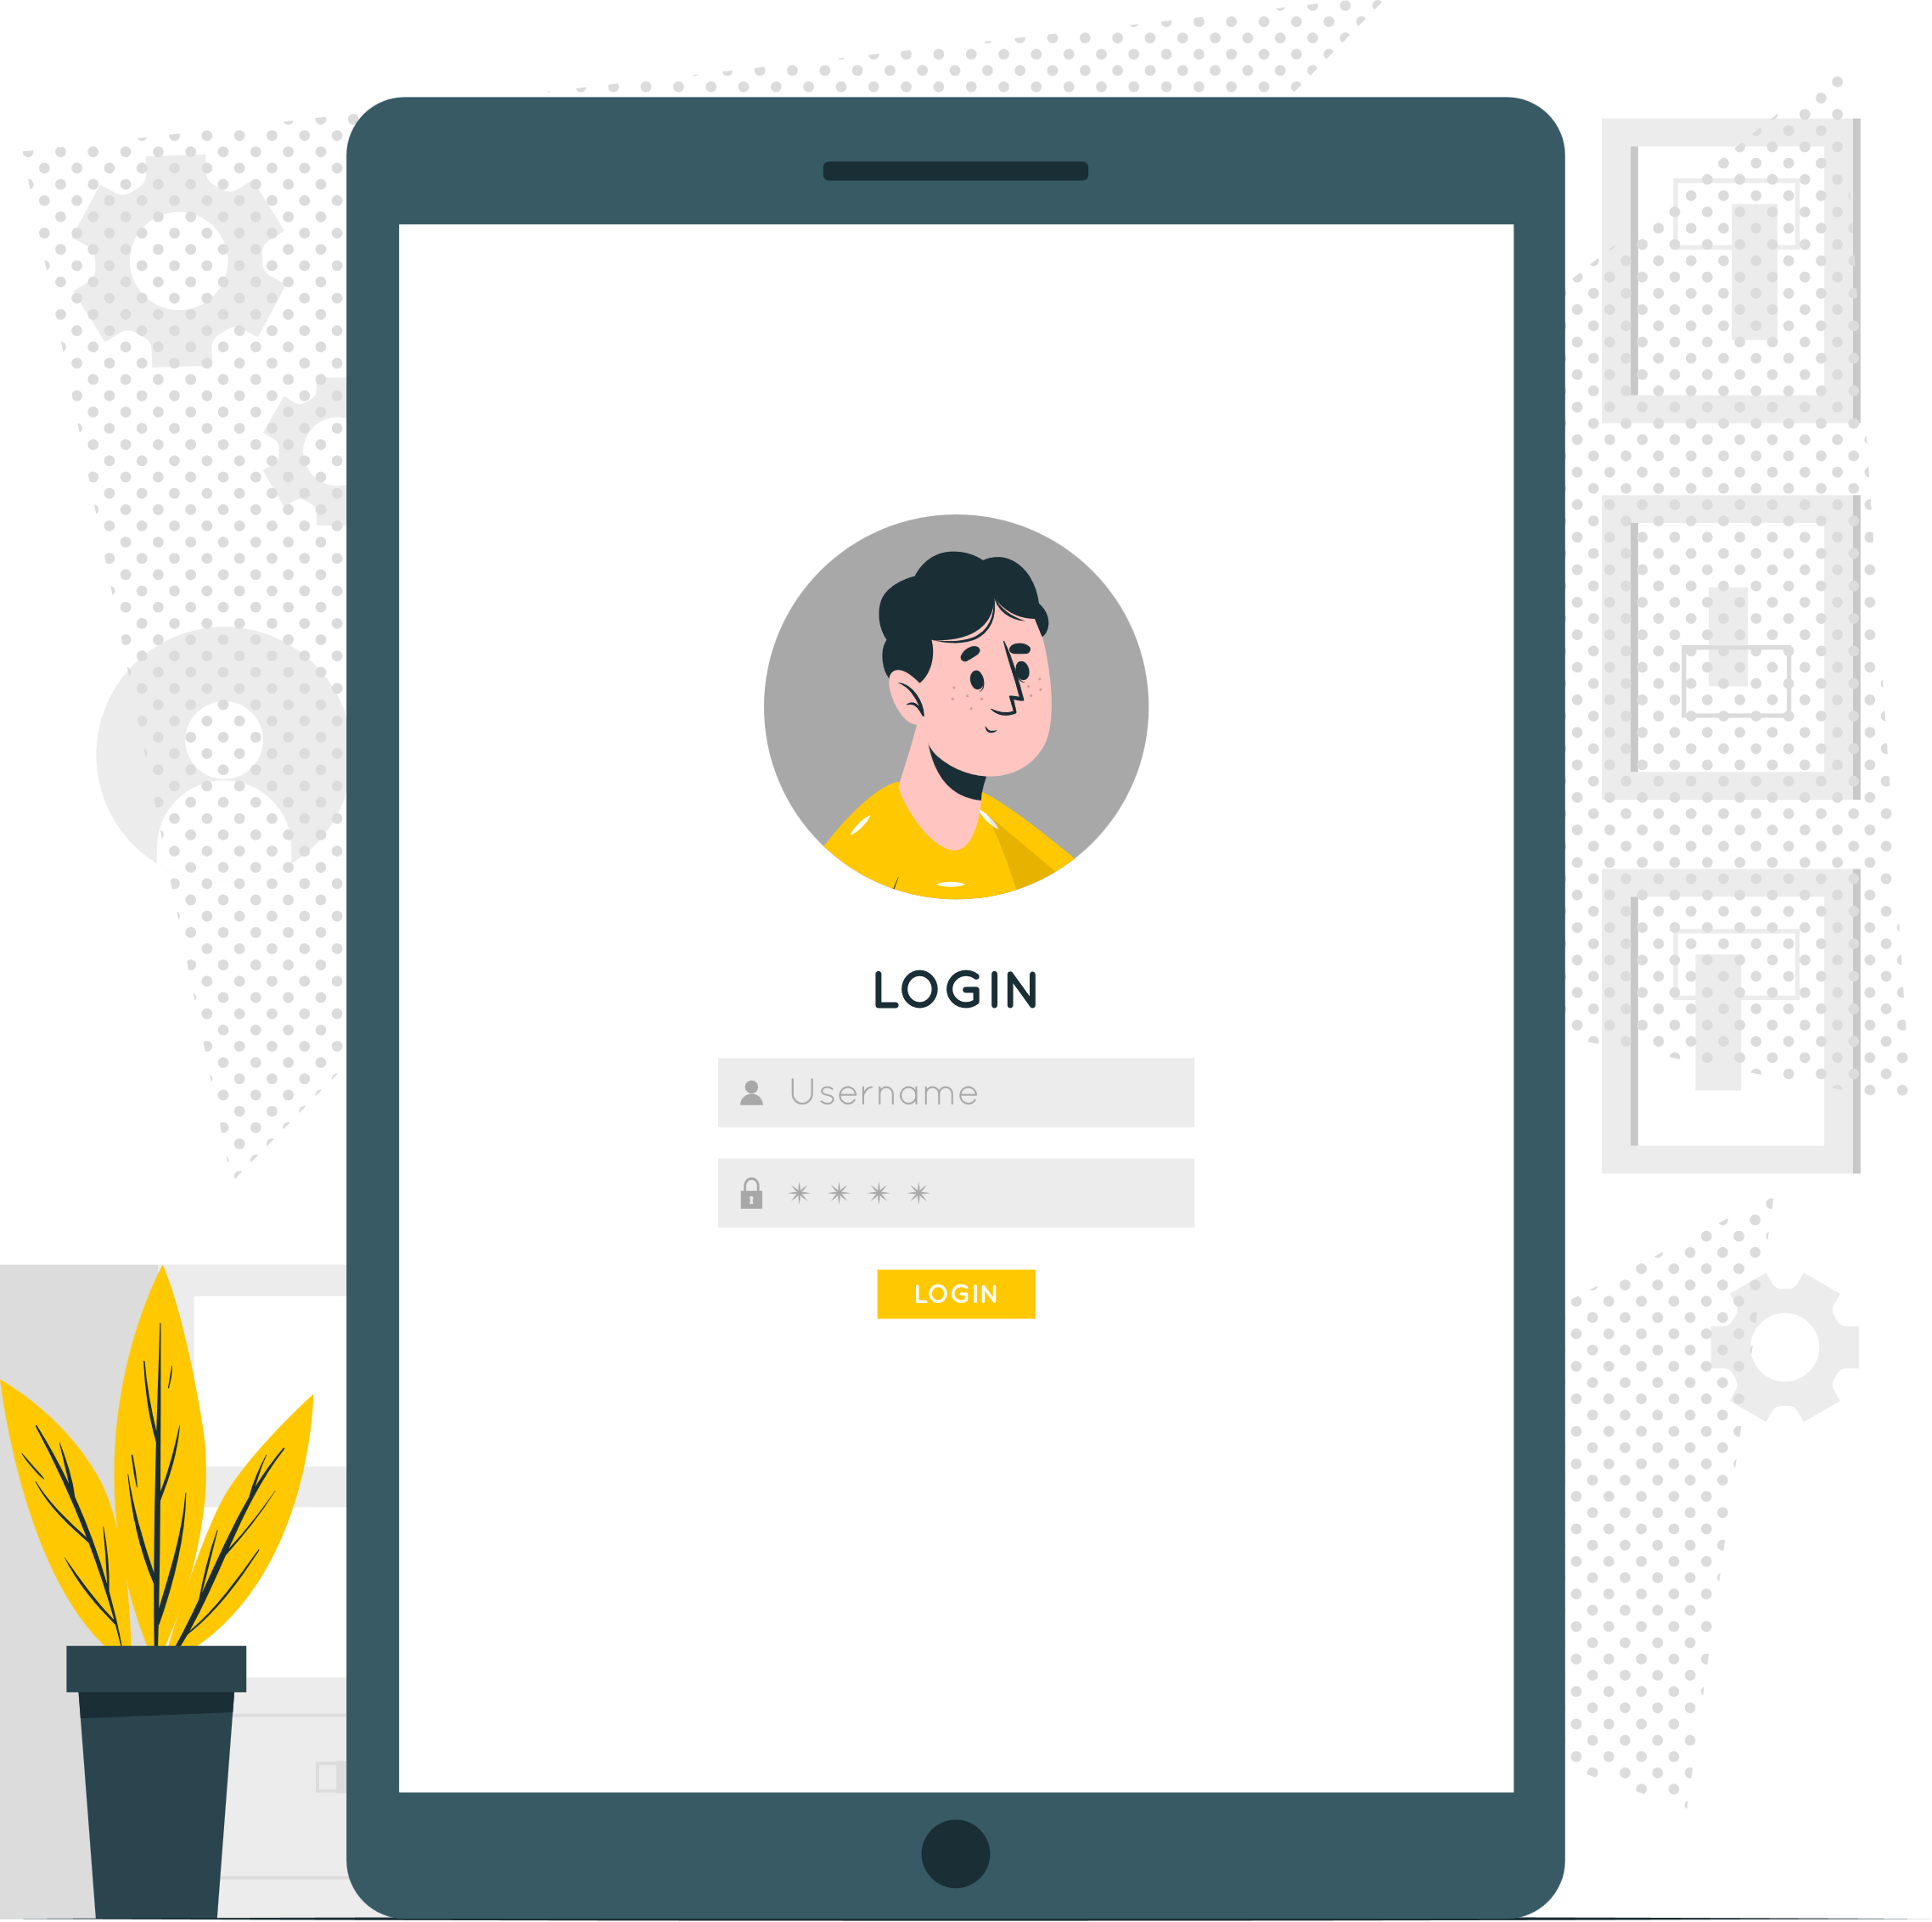 LOGIN
Username
* * * *
LOGIN